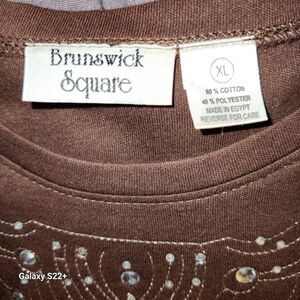 Brunswick
Square
XL
60 % COTTON
40 % POLYESTER
MADE IN EGYPT
REVERSE FOR CARE
Galaxy S22+